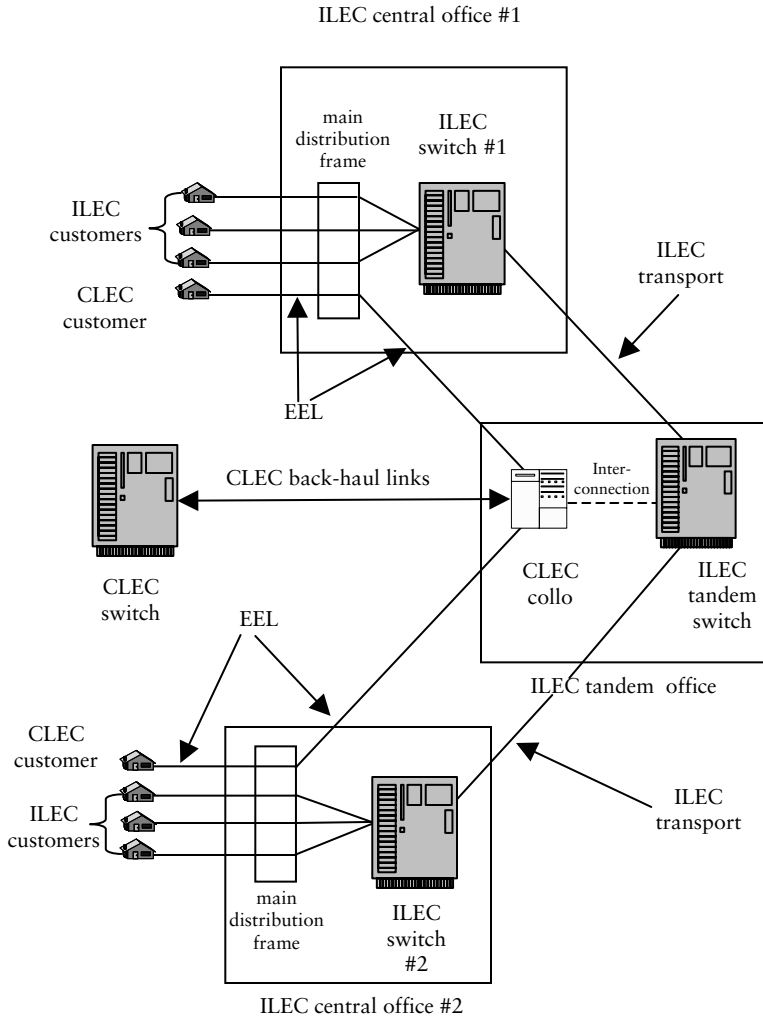 ILEC central office #1
main
distribution
frame
ILEC
switch #1
ILEC
customers
CLEC
customer
ILEC
transport
EEL
CLEC back-haul links
Inter-
connection
CLEC
switch
CLEC
collo
ILEC
tandem
switch
EEL
ILEC tandem office
CLEC
customer
ILEC
customers
ILEC
transport
main
distribution
frame
ILEC
switch
#2
ILEC central office #2